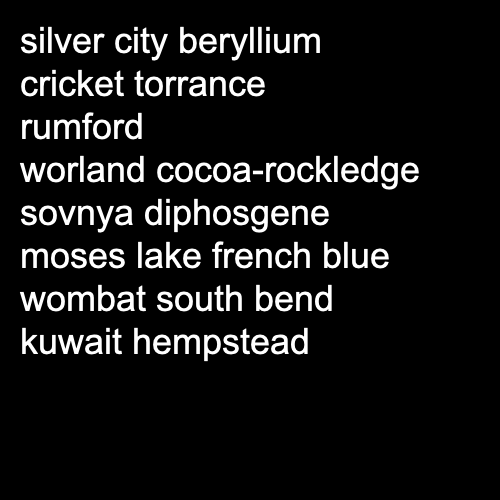 silver city beryllium
cricket torrance
rumford
worland cocoa-rockledge
sovnya diphosgene
moses lake french blue
wombat south bend
kuwait hempstead